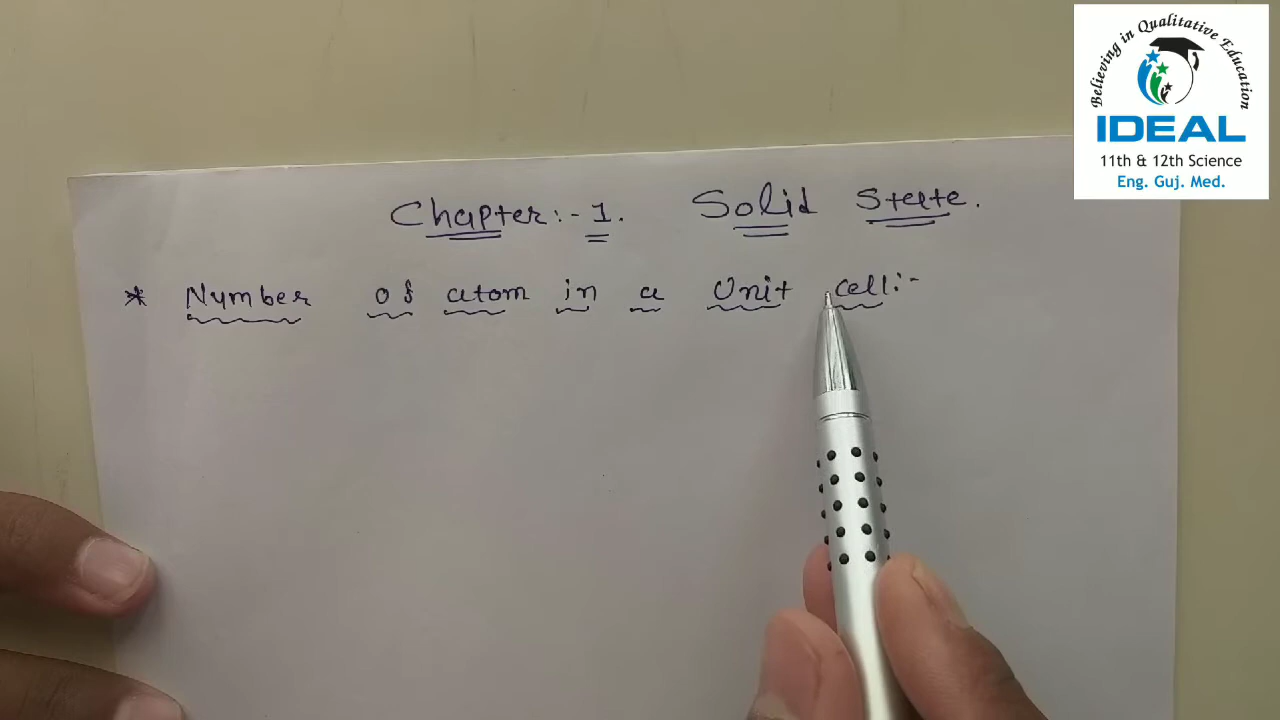 Believing in Qualitative Education
IDEAL
11th & 12th Science
Eng. Guj. Med.
Chapter:- 1. Solid State.
* Number of atom in a Unit cell:-